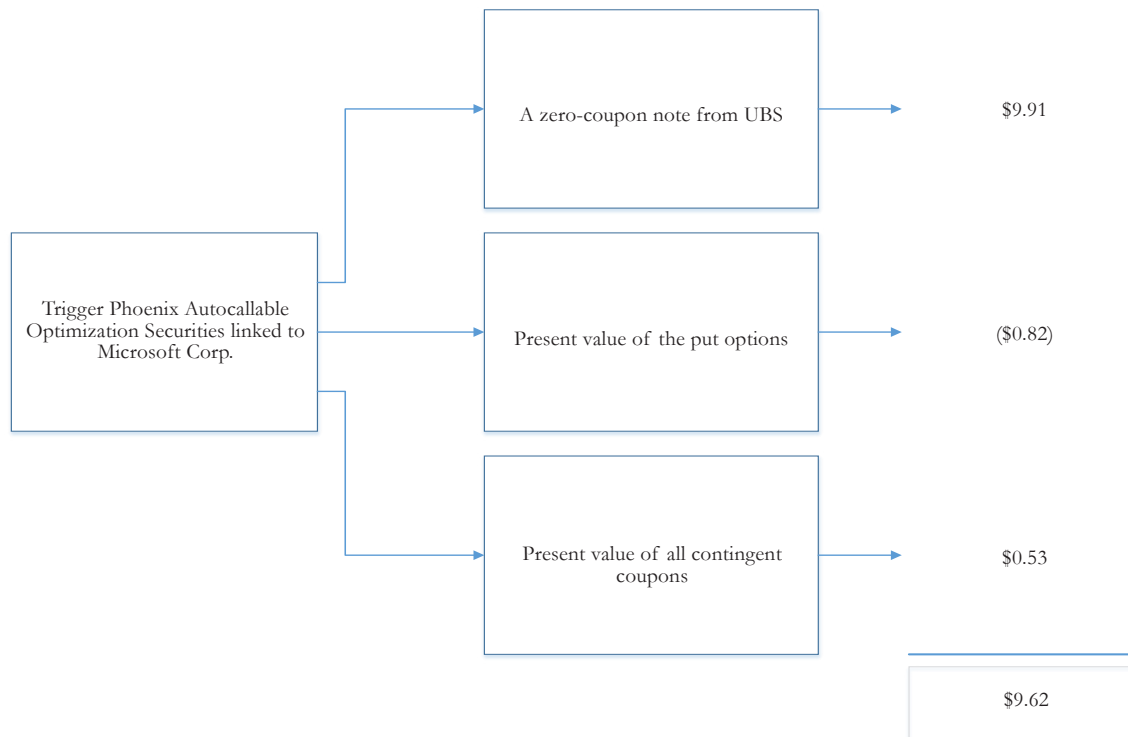 A zero-coupon note from UBS
$9.91
Trigger Phoenix Autocallable
Optimization Securities linked to
Microsoft Corp.
Present value of the put options
($0.82)
Present value of all contingent
coupons
$0.53
$9.62